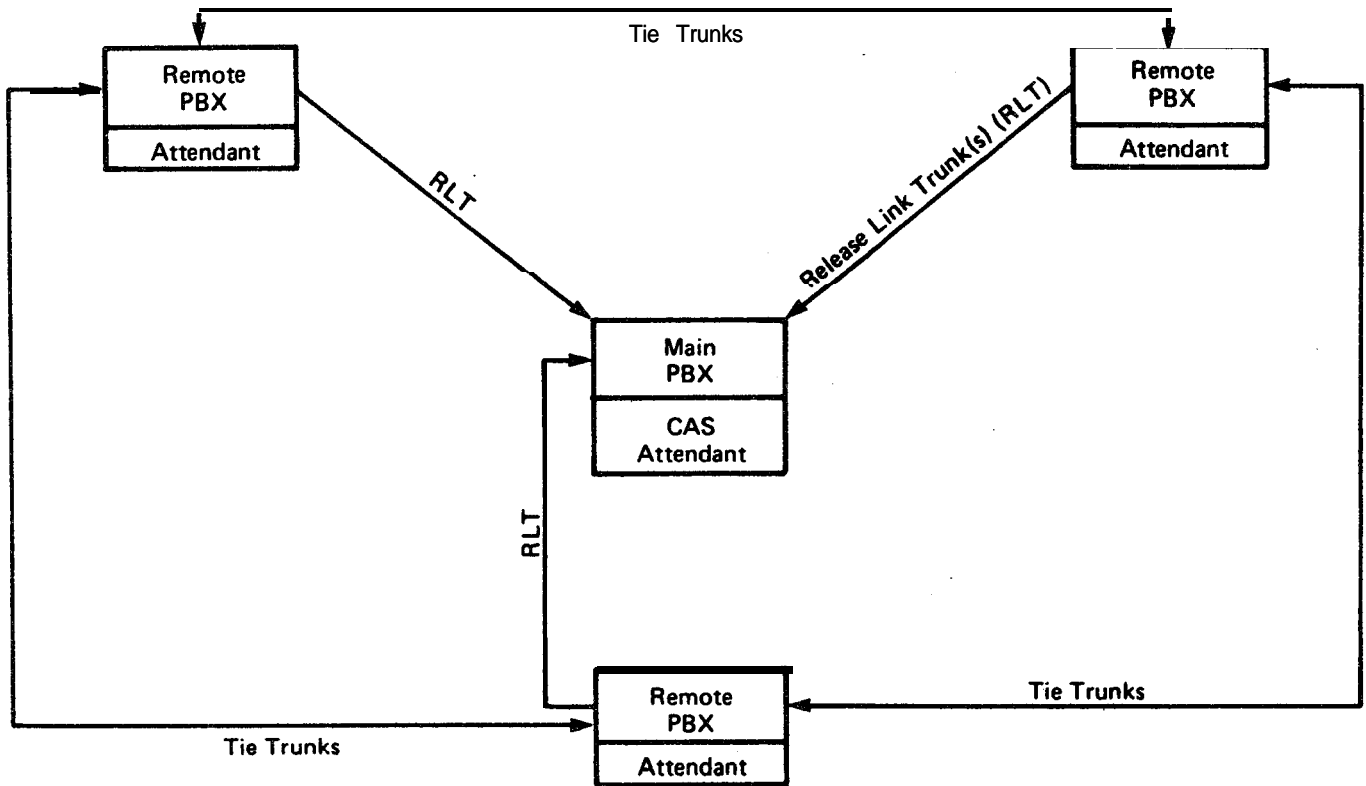 Tie Trunks
Remote
PBX
Attendant
Remote
PBX
Attendant
RLT
Release Link Trunk(s) (RLT)
Main
PBX
CAS
Attendant
RLT
Remote
PBX
Attendant
Tie Trunks
Tie Trunks